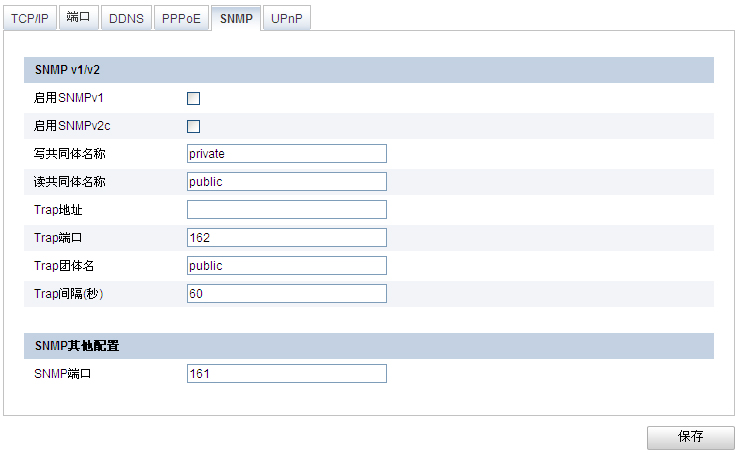 TCP/IP 端口 DDNS PPPoE SNMP UPnP
SNMP v1/v2
启用SNMPv1
启用SNMPv2c
写共同体名称 private
读共同体名称 public
Trap地址
Trap端口 162
Trap团体名 public
Trap间隔(秒) 60
SNMP其他配置
SNMP端口 161
保存